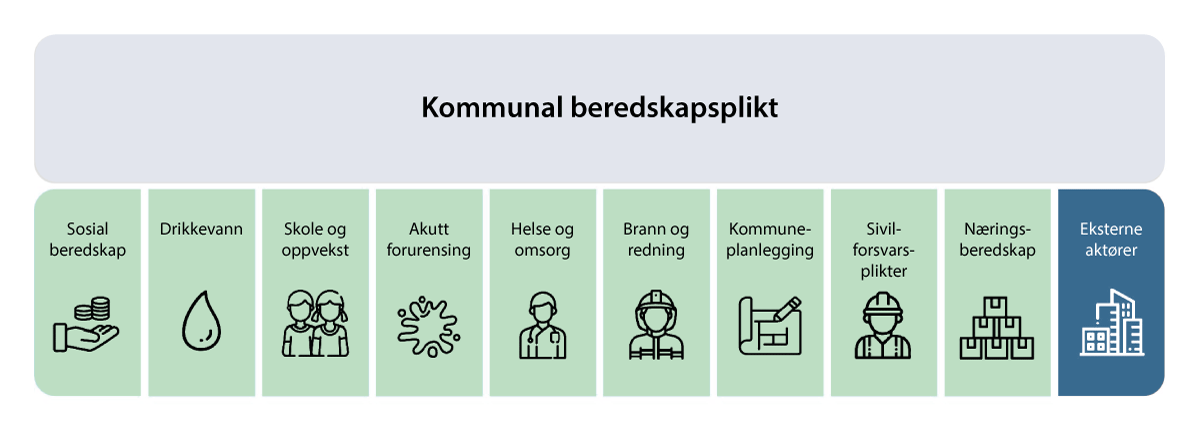 Kommunal beredskapsplikt
Sosial
beredskap
Drikkevann
Skole og
oppvekst
Akutt
forurensing
Helse og
omsorg
Brann og
redning
Kommune-
planlegging
Sivil-
forsvars-
plikter
Nærings-
beredskap
Eksterne
aktører